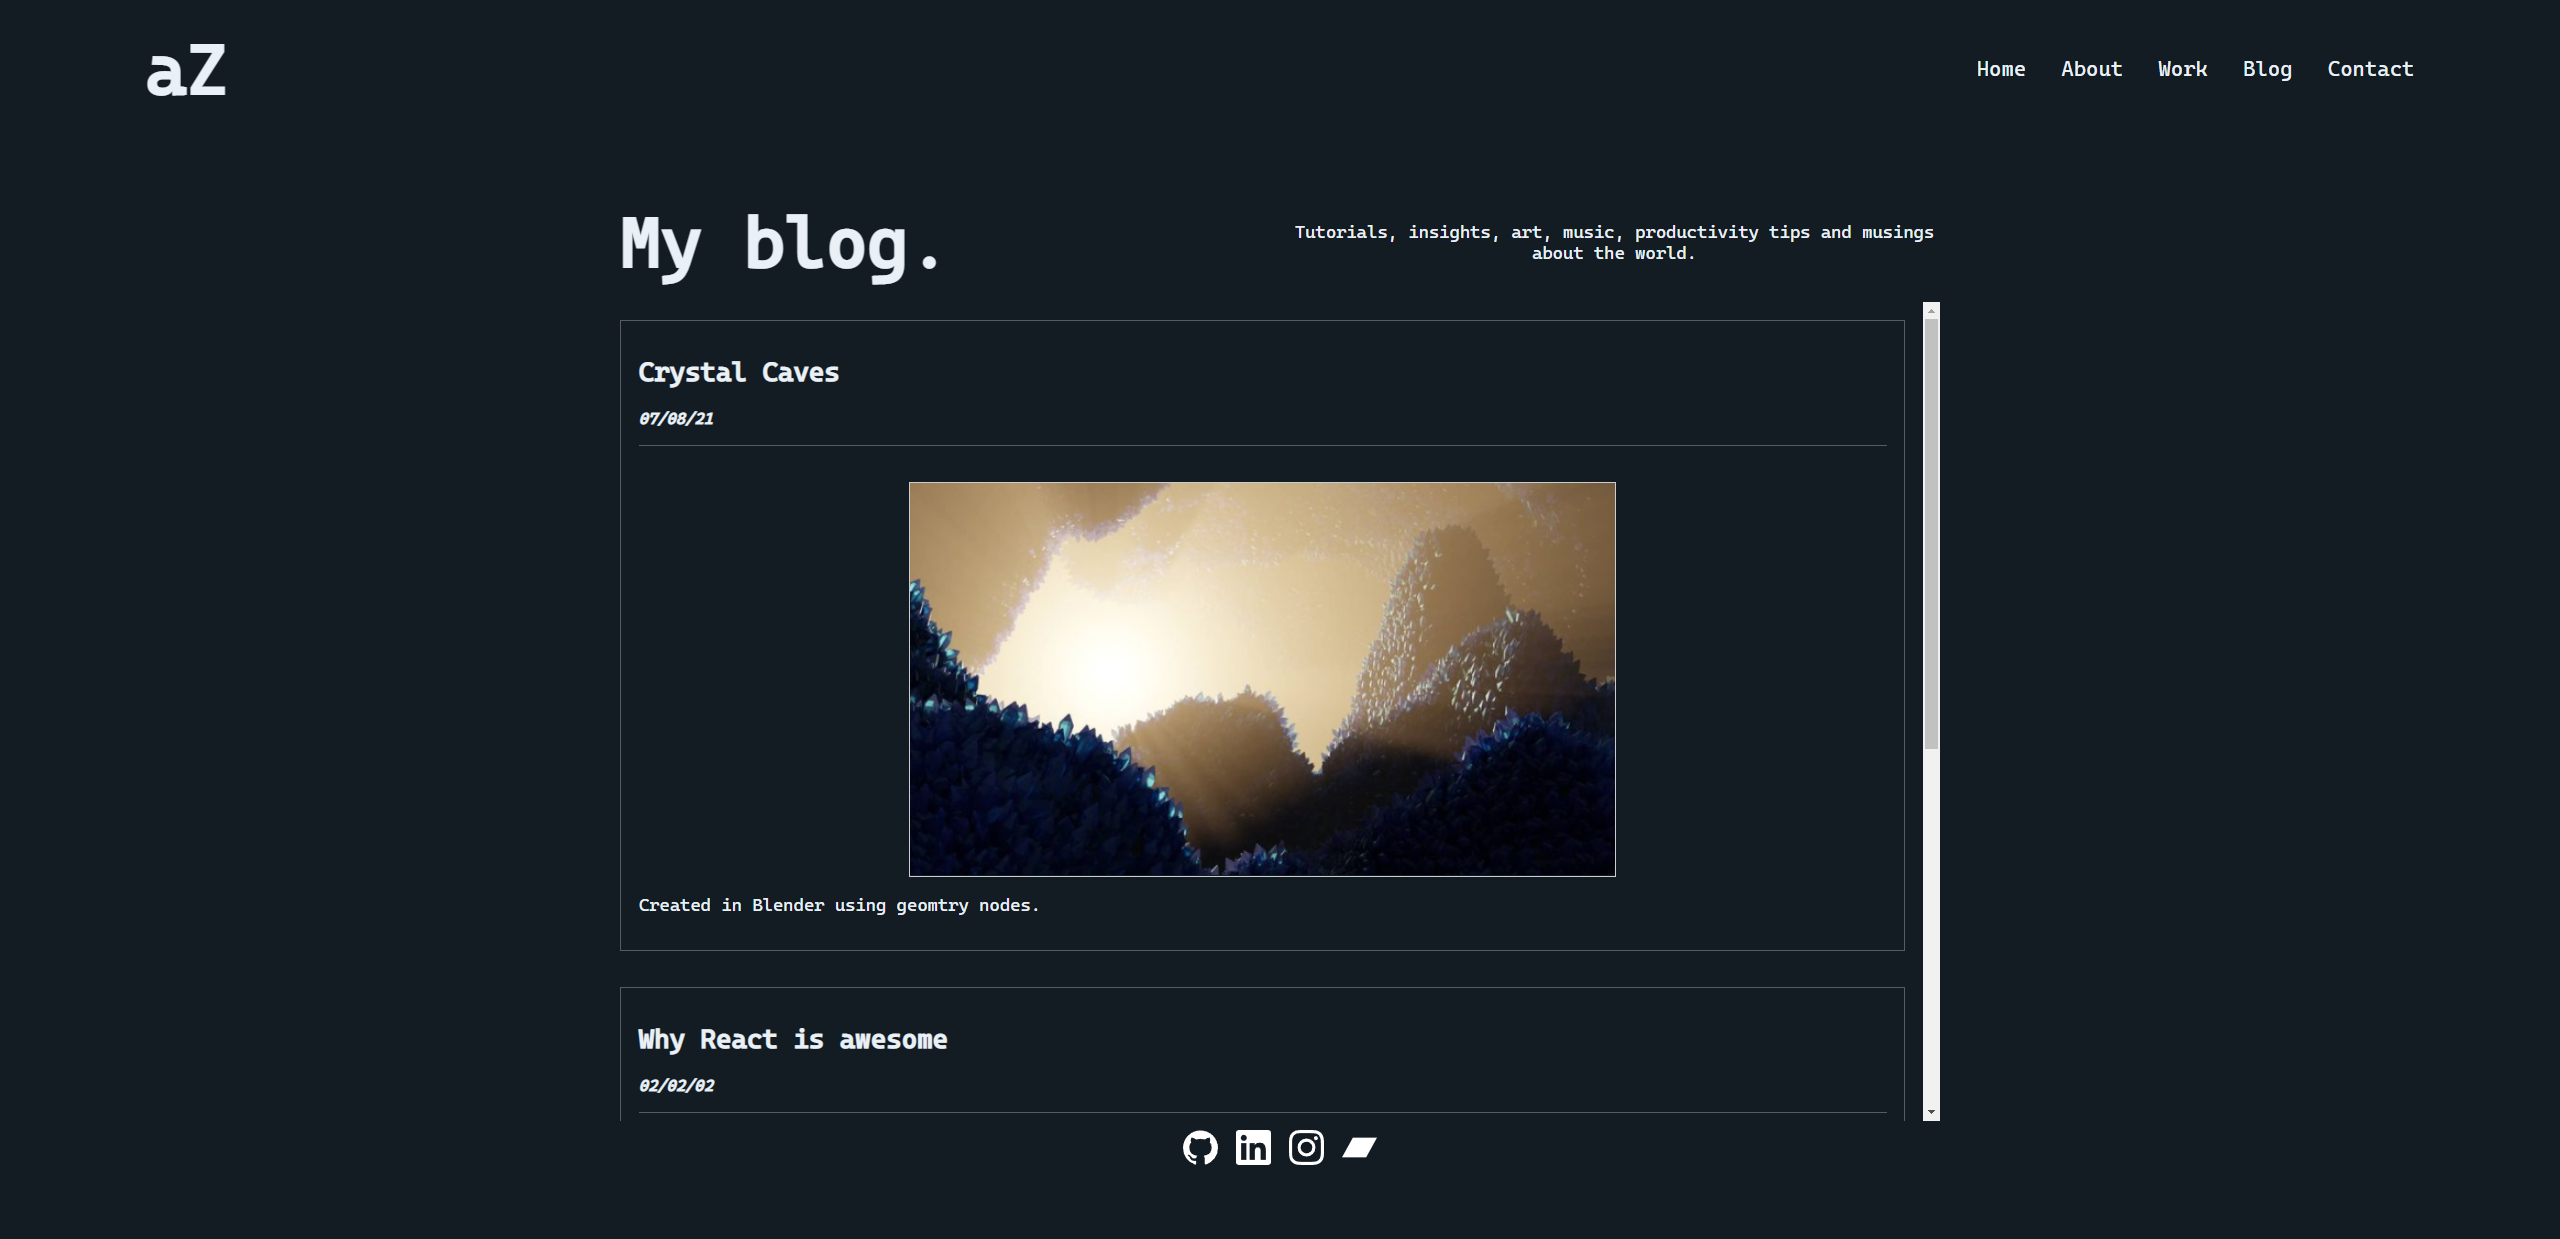 aZ
Home About Work Blog Contact
My blog.
Tutorials, insights, art, music, productivity tips and musings
about the world.
Crystal Caves
07/08/21
Created in Blender using geomtry nodes.
Why React is awesome
02/02/02
in